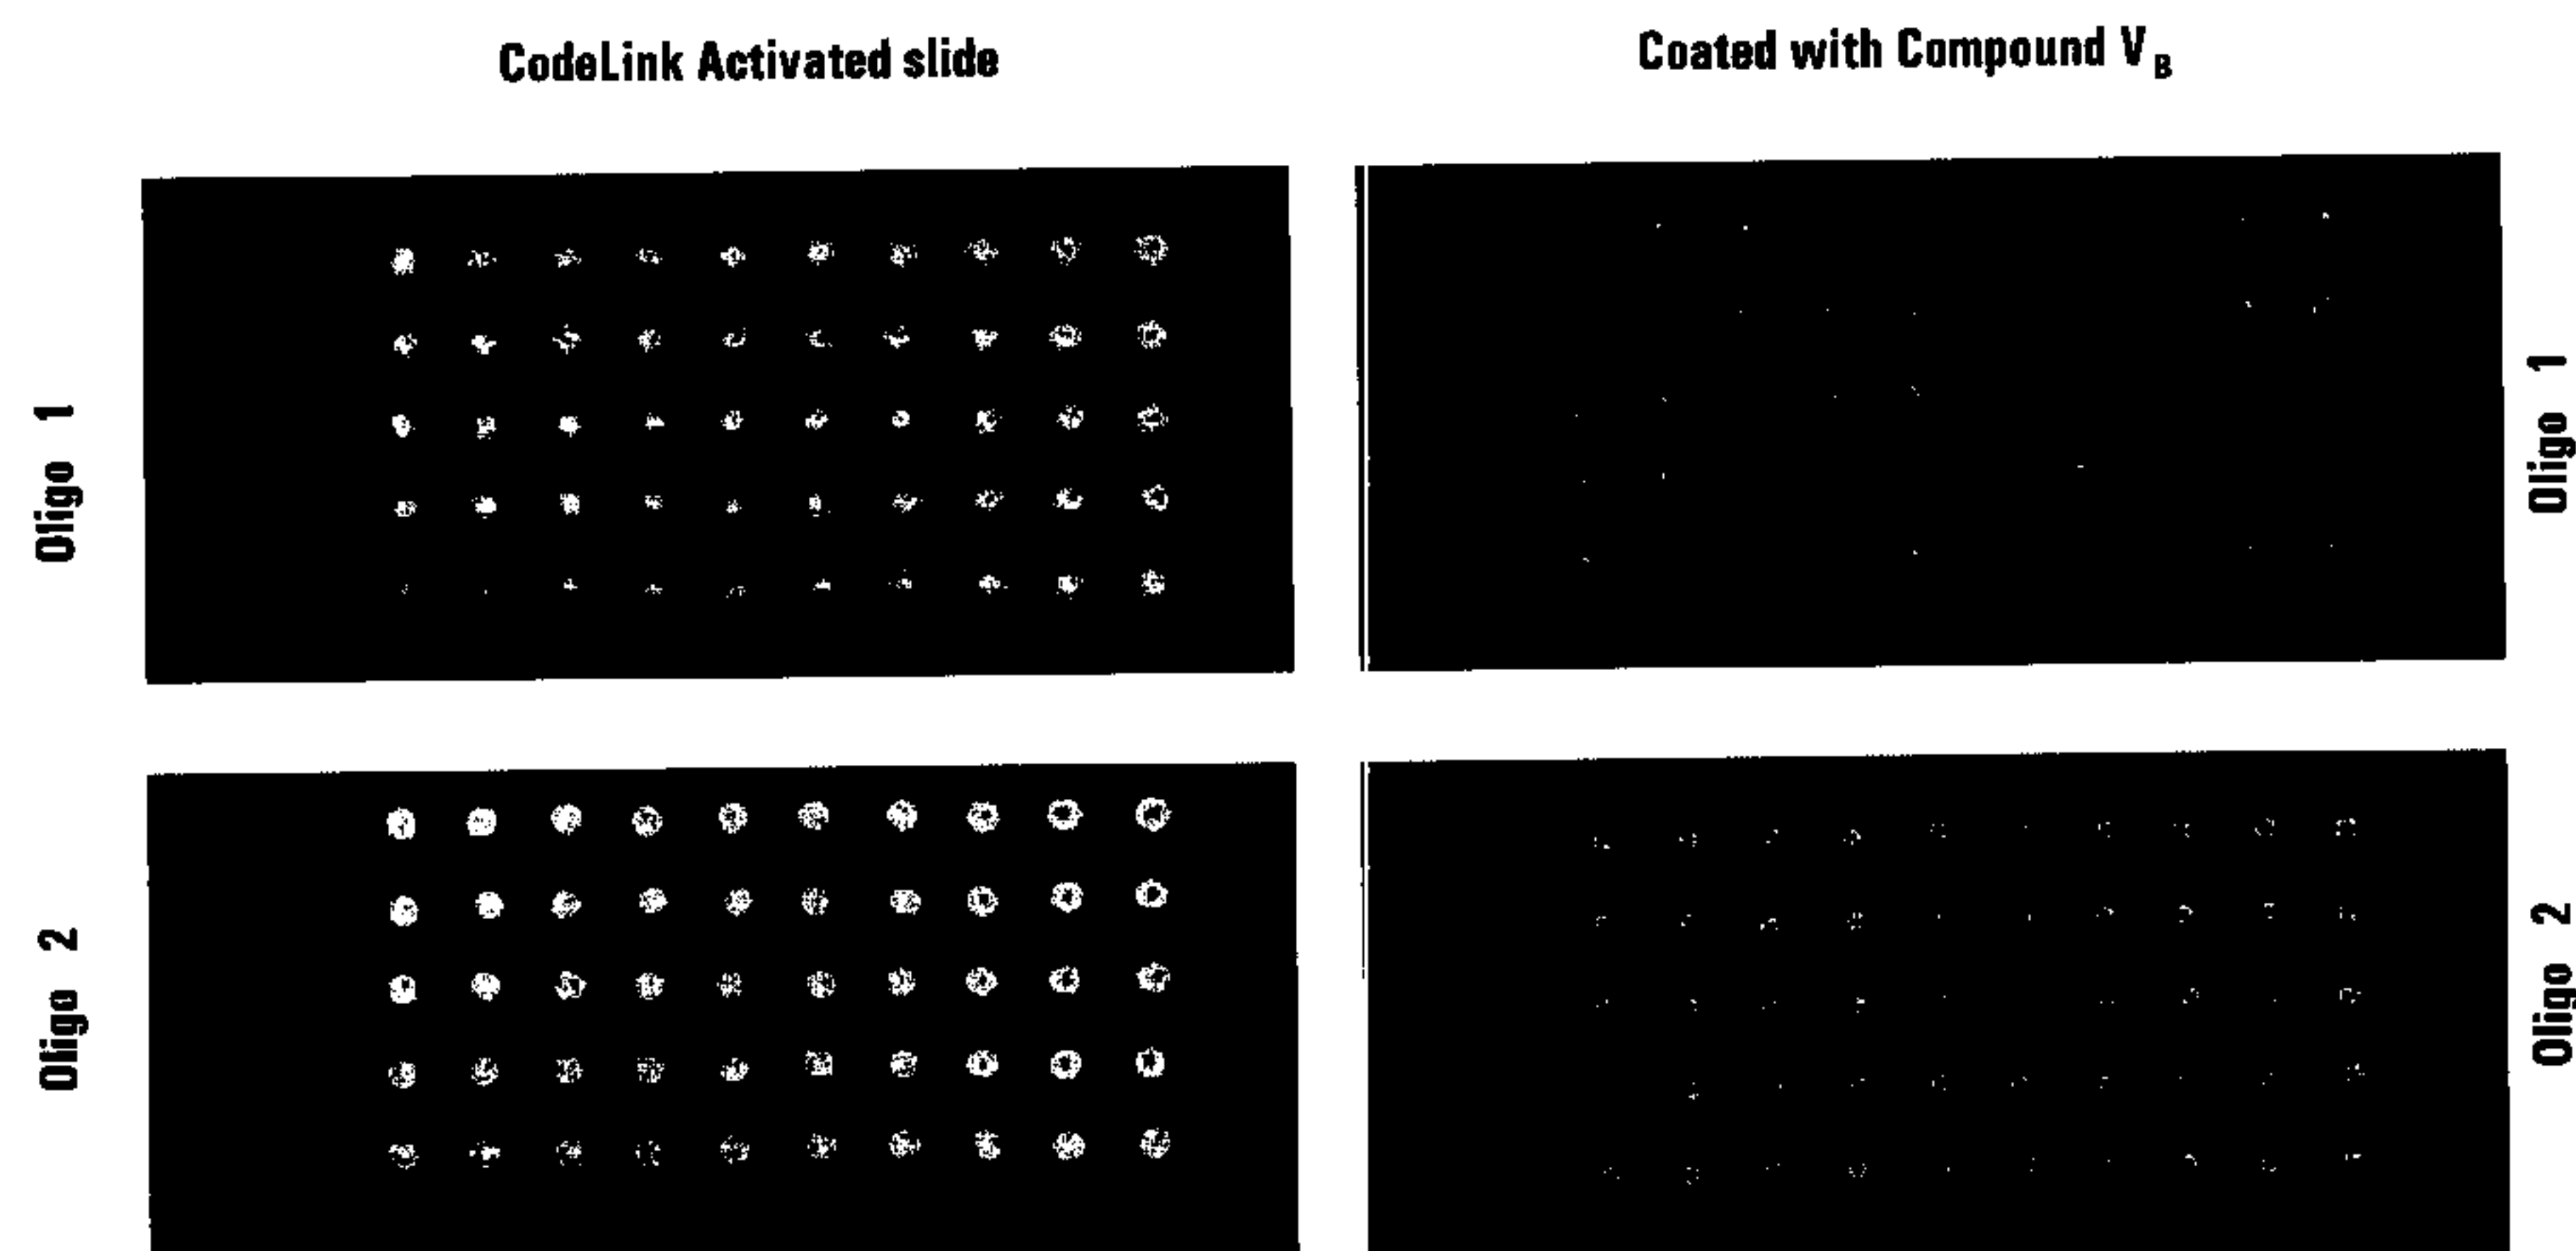 CodeLink Activated slide
Coated with Compound V_B
Oligo 1
Oligo 1
Oligo 2
Oligo 2